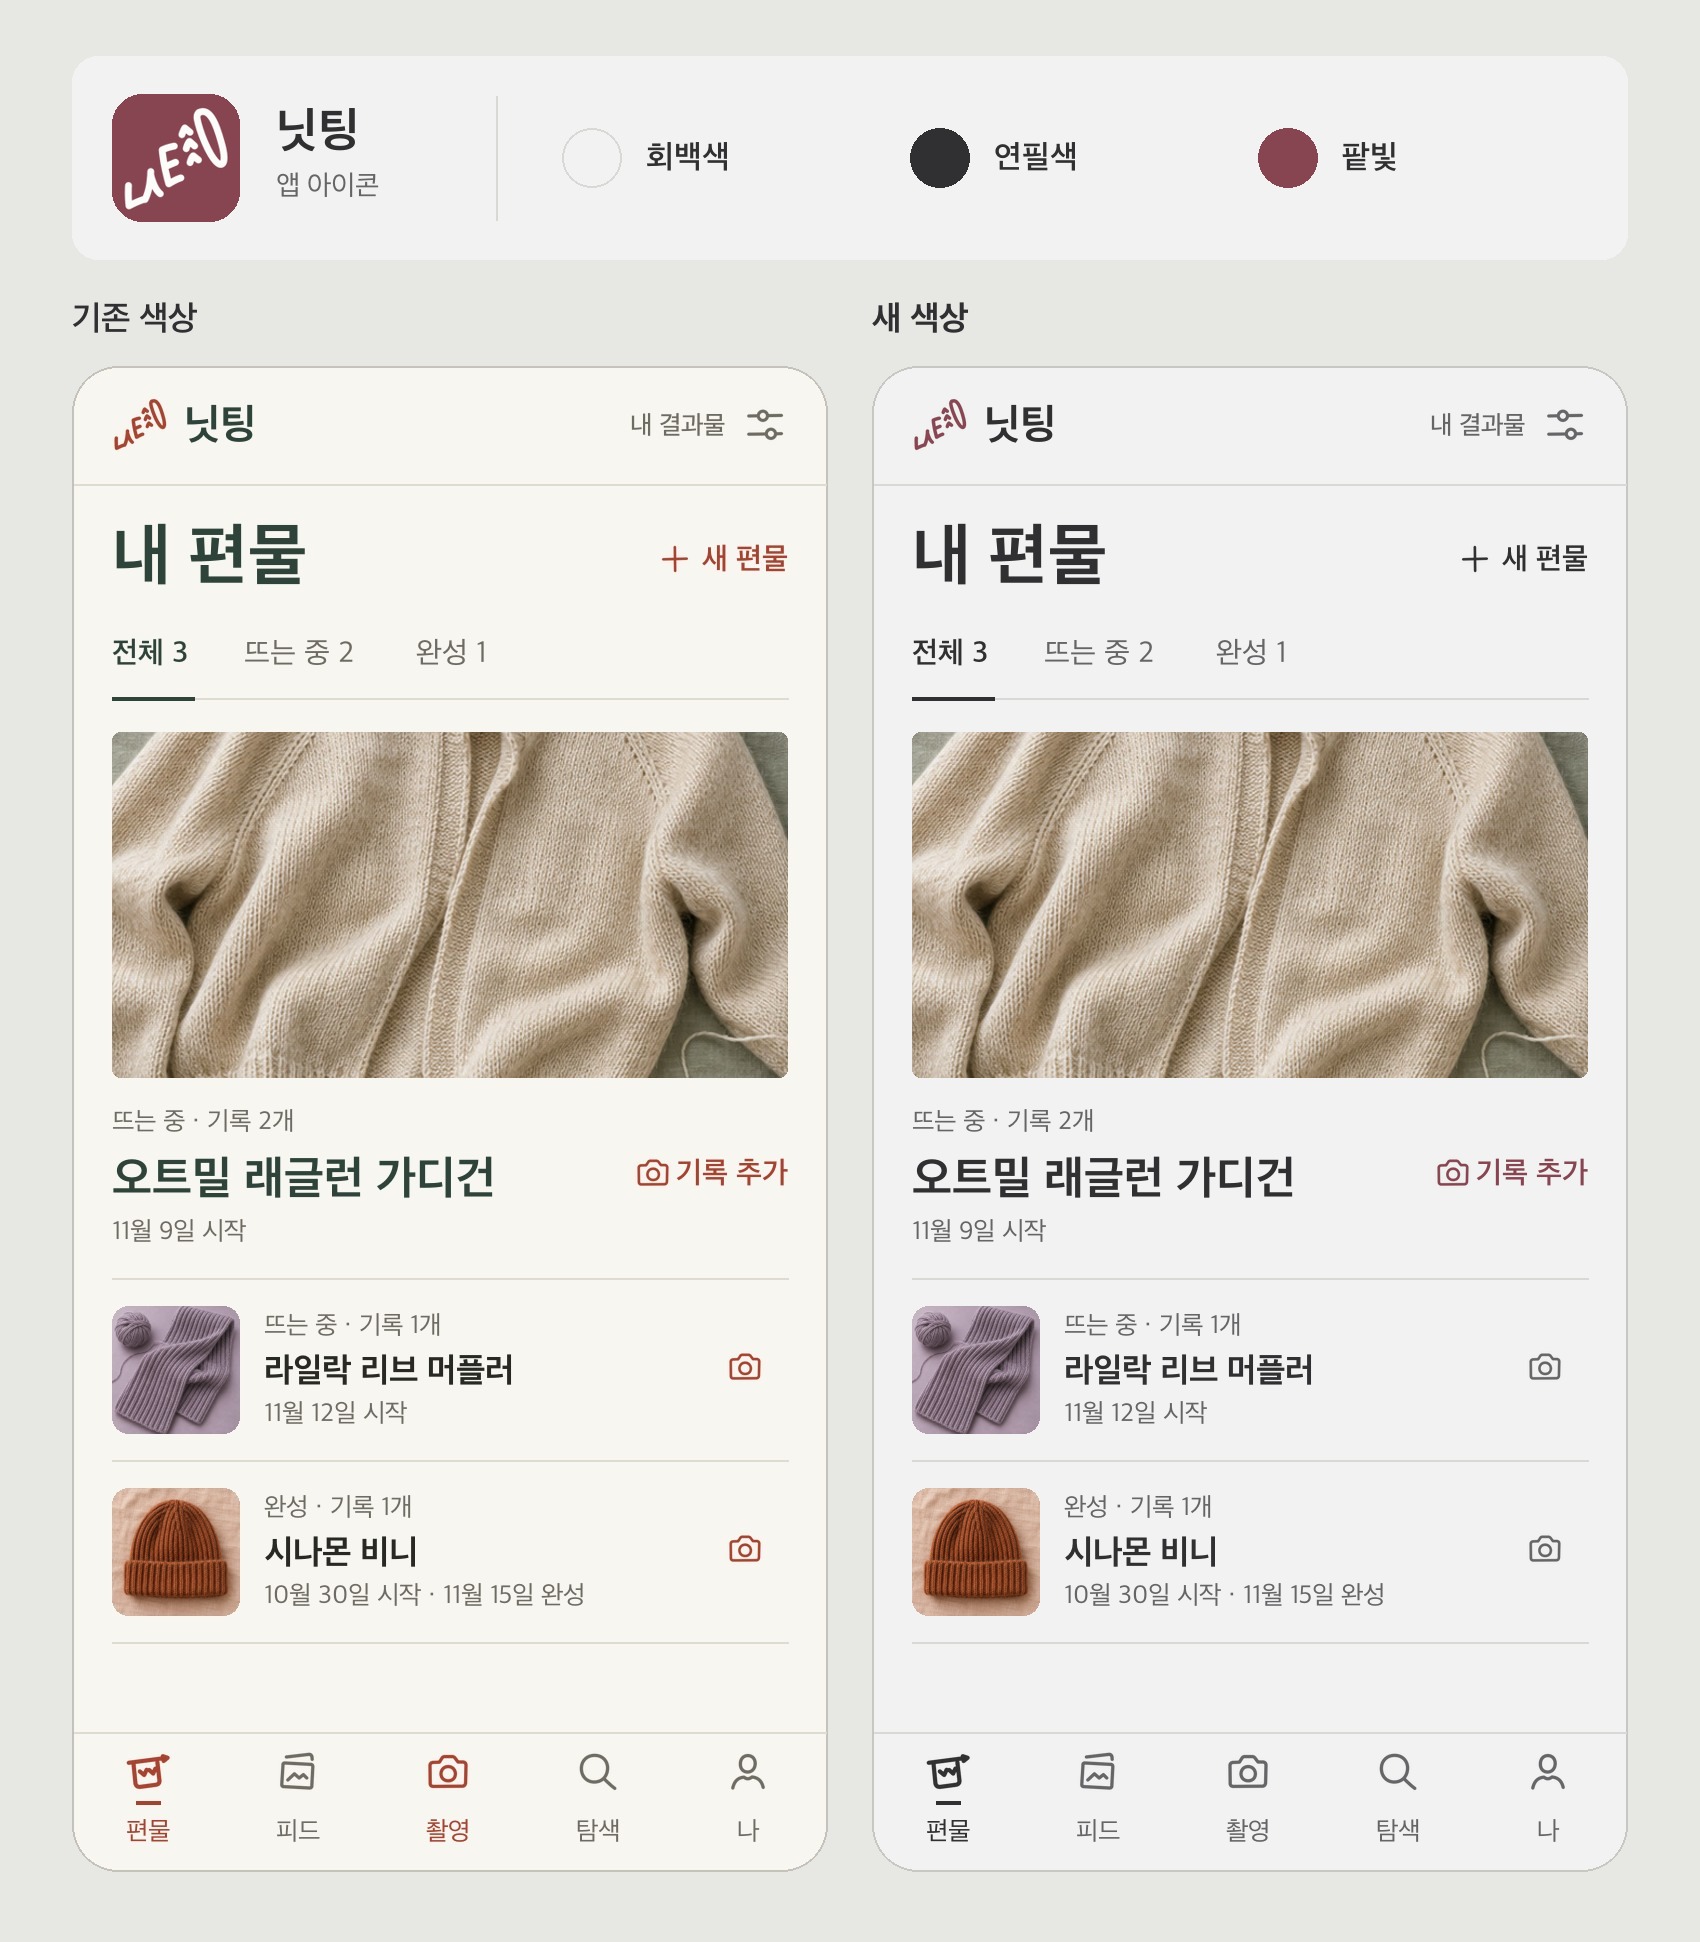 닛팅
앱 아이콘
회백색
연필색
팥빛
기존 색상
닛팅
내 결과물
내 편물
새 편물
전체 3
뜨는 중 2
완성 1
뜨는 중 · 기록 2개
오트밀 래글런 가디건
기록 추가
11월 9일 시작
뜨는 중 · 기록 1개
라일락 리브 머플러
11월 12일 시작
완성 · 기록 1개
시나몬 비니
10월 30일 시작 · 11월 15일 완성
편물
피드
촬영
탐색
나
새 색상
닛팅
내 결과물
내 편물
새 편물
전체 3
뜨는 중 2
완성 1
뜨는 중 · 기록 2개
오트밀 래글런 가디건
기록 추가
11월 9일 시작
뜨는 중 · 기록 1개
라일락 리브 머플러
11월 12일 시작
완성 · 기록 1개
시나몬 비니
10월 30일 시작 · 11월 15일 완성
편물
피드
촬영
탐색
나